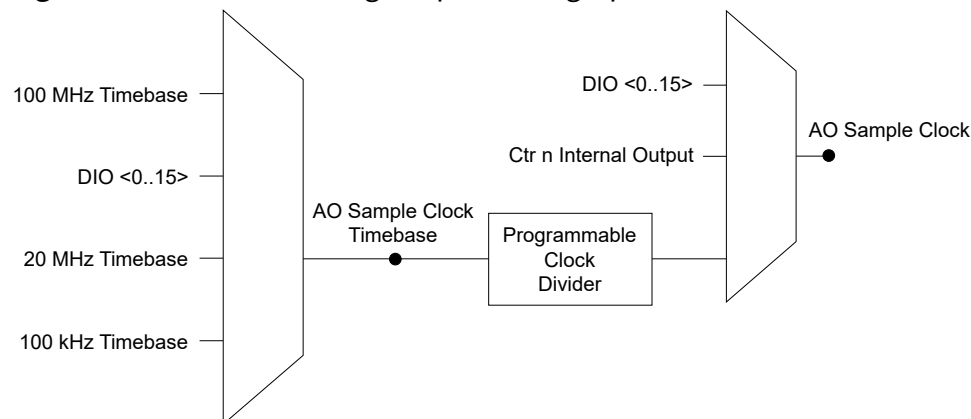 100 MHz Timebase
DIO <0..15>
20 MHz Timebase
100 kHz Timebase
AO Sample Clock
Timebase
Programmable
Clock
Divider
DIO <0..15>
Ctr n Internal Output
AO Sample Clock